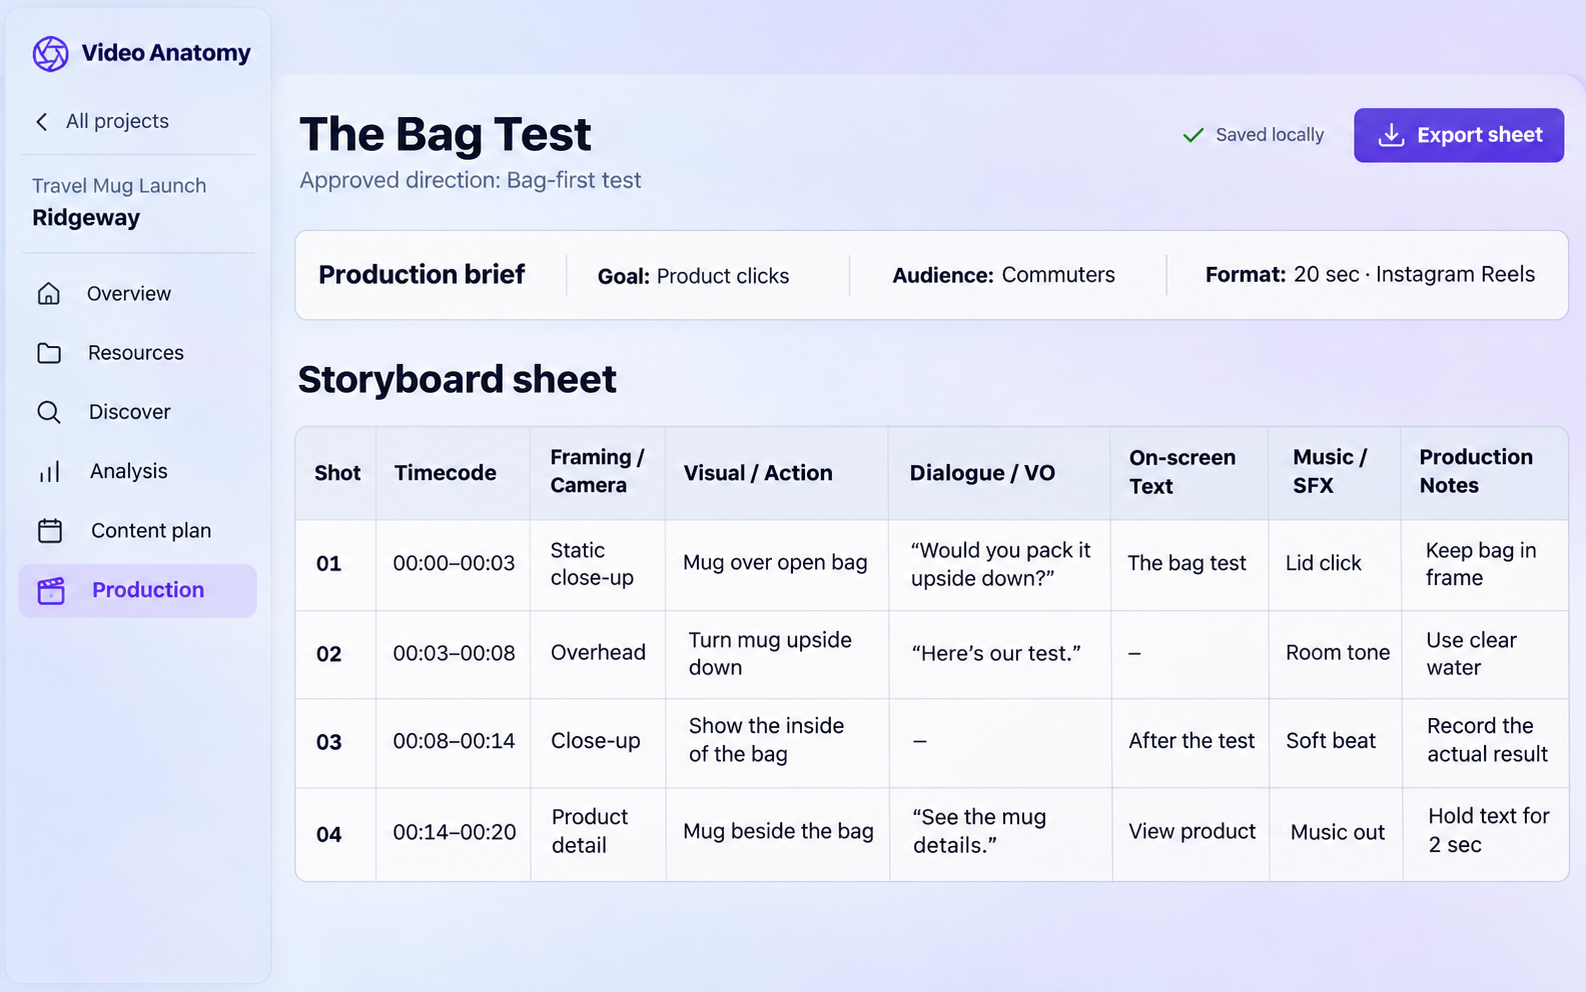 Video Anatomy
All projects
Travel Mug Launch
Ridgeway
Overview
Resources
Discover
Analysis
Content plan
Production
The Bag Test
Approved direction: Bag-first test
Saved locally
Export sheet
Production brief
Goal: Product clicks
Audience: Commuters
Format: 20 sec · Instagram Reels
Storyboard sheet
Shot
Timecode
Framing /
Camera
Visual / Action
Dialogue / VO
On-screen
Text
Music /
SFX
Production
Notes
01
00:00–00:03
Static
close-up
Mug over open bag
“Would you pack it
upside down?”
The bag test
Lid click
Keep bag in
frame
02
00:03–00:08
Overhead
Turn mug upside
down
“Here’s our test.”
–
Room tone
Use clear
water
03
00:08–00:14
Close-up
Show the inside
of the bag
–
After the test
Soft beat
Record the
actual result
04
00:14–00:20
Product
detail
Mug beside the bag
“See the mug
details.”
View product
Music out
Hold text for
2 sec